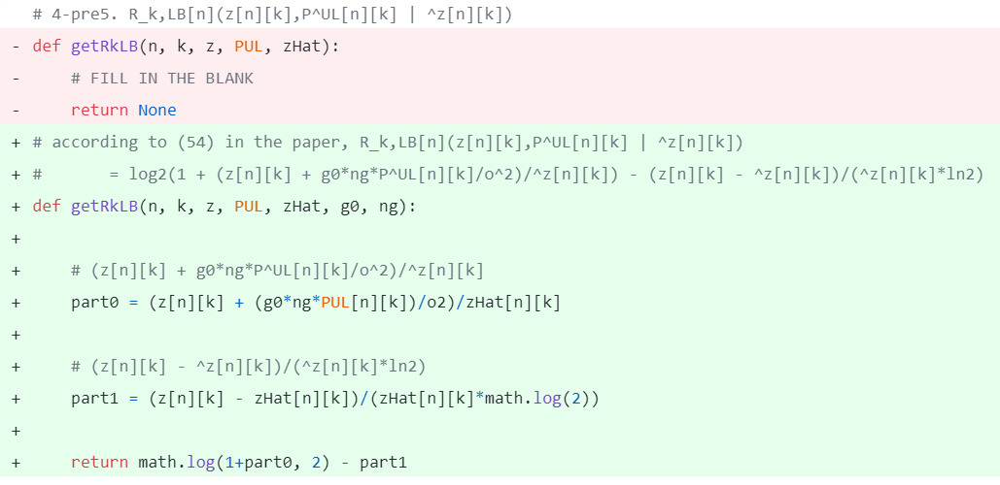 # 4-pre5. R_k,LB[n](z[n][k],P^UL[n][k] | ^z[n][k])
- def getRkLB(n, k, z, PUL, zHat):
-     # FILL IN THE BLANK
-     return None
+ # according to (54) in the paper, R_k,LB[n](z[n][k],P^UL[n][k] | ^z[n][k])
+ #       = log2(1 + (z[n][k] + g0*ng*P^UL[n][k]/o^2)/^z[n][k]) - (z[n][k] - ^z[n][k])/(^z[n][k]*ln2)
+ def getRkLB(n, k, z, PUL, zHat, g0, ng):
+
+     # (z[n][k] + g0*ng*P^UL[n][k]/o^2)/^z[n][k]
+     part0 = (z[n][k] + (g0*ng*PUL[n][k])/o2)/zHat[n][k]
+
+     # (z[n][k] - ^z[n][k])/(^z[n][k]*ln2)
+     part1 = (z[n][k] - zHat[n][k])/(zHat[n][k]*math.log(2))
+
+     return math.log(1+part0, 2) - part1